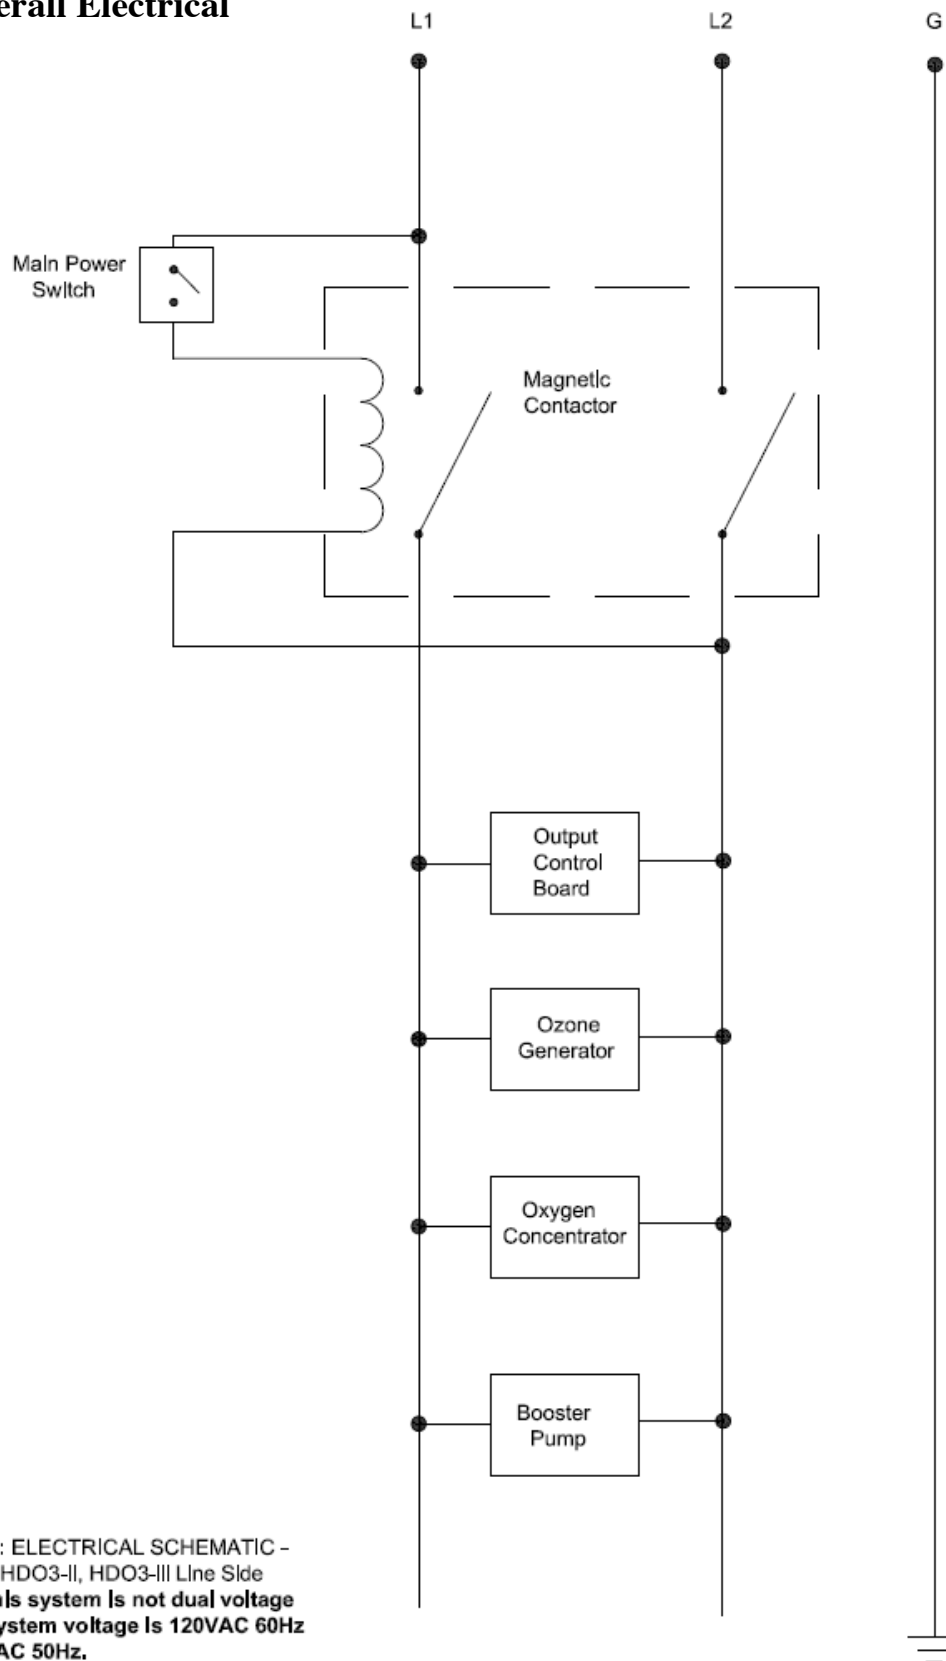 erall Electrical
L1
L2
G
Main Power
Switch
Magnetic
Contactor
Output
Control
Board
Ozone
Generator
Oxygen
Concentrator
Booster
Pump
: ELECTRICAL SCHEMATIC -
HDO3-II, HDO3-III Line Side
is system is not dual voltage
ystem voltage is 120VAC 60Hz
AC 50Hz.